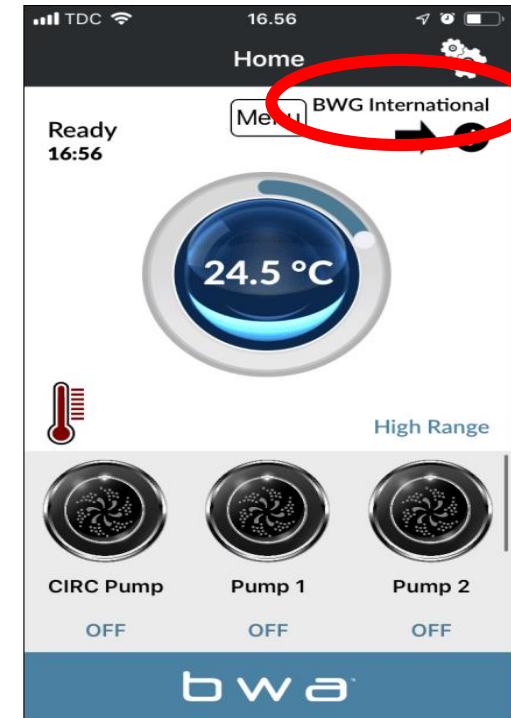 TDC 16.56
Home
Menu BWG International
Ready
16:56
24.5 °C
High Range
CIRC Pump Pump 1 Pump 2
OFF OFF OFF
bwa